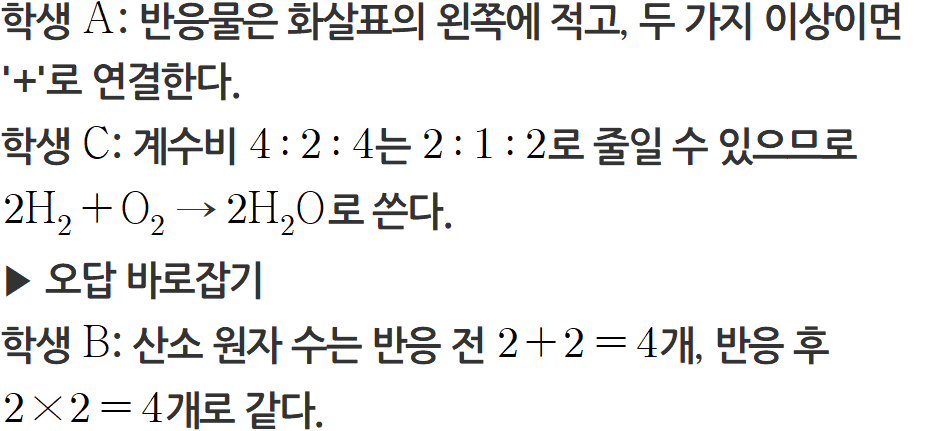 학생 A: 반응물은 화살표의 왼쪽에 적고, 두 가지 이상이면
'+'로 연결한다.
학생 C: 계수비 4 : 2 : 4는 2 : 1 : 2로 줄일 수 있으므로
2H₂ + O₂ → 2H₂O로 쓴다.
▶ 오답 바로잡기
학생 B: 산소 원자 수는 반응 전 2 + 2 = 4개, 반응 후
2 × 2 = 4개로 같다.